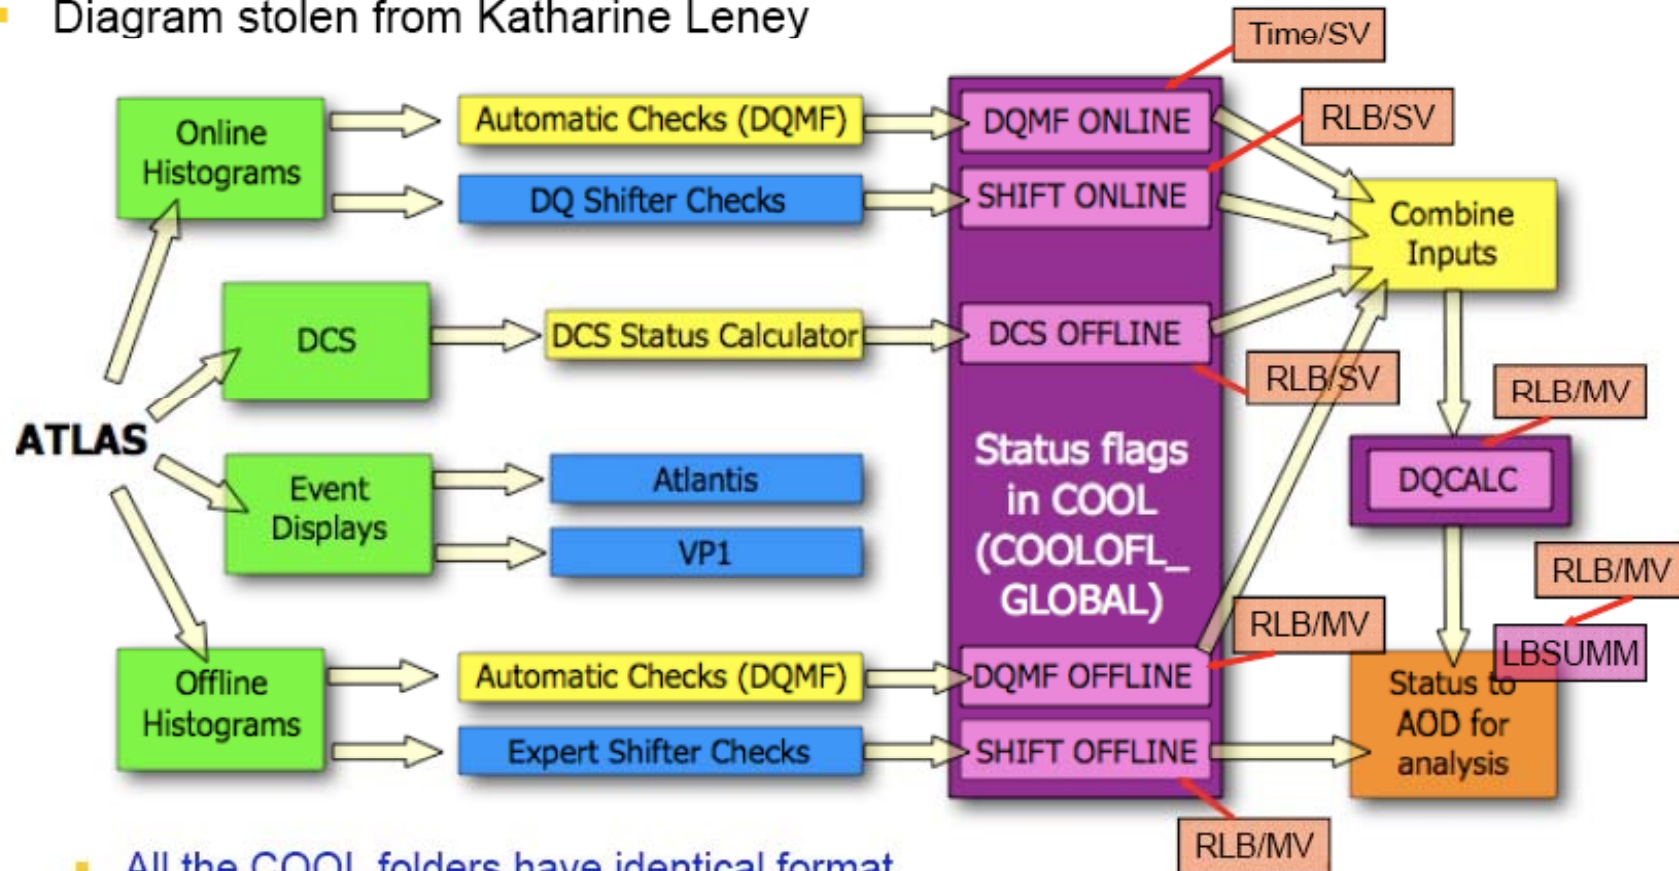 Diagram stolen from Katharine Leney
Time/SV
Online
Histograms
Automatic Checks (DQMF)
DQMF ONLINE
RLB/SV
DQ Shifter Checks
SHIFT ONLINE
Combine
Inputs
DCS
DCS Status Calculator
DCS OFFLINE
RLB/SV
RLB/MV
ATLAS
Event
Displays
Atlantis
VP1
Status flags
in COOL
(COOLOFL_
GLOBAL)
DQCALC
RLB/MV
RLB/MV
LBSUMM
Offline
Histograms
Automatic Checks (DQMF)
DQMF OFFLINE
Expert Shifter Checks
SHIFT OFFLINE
Status to
AOD for
analysis
RLB/MV
All the COOL folders have identical format